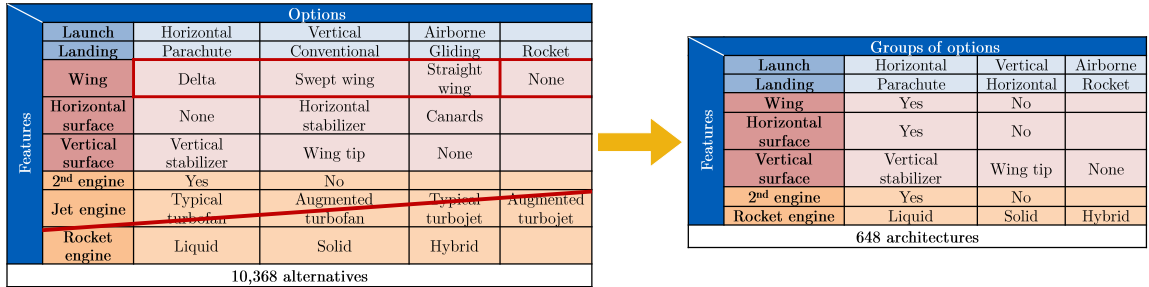 Options
Features
Launch Horizontal Vertical Airborne
Landing Parachute Conventional Gliding Rocket
Wing Delta Swept wing Straight wing None
Horizontal surface None Horizontal stabilizer Canards
Vertical surface Vertical stabilizer Wing tip None
2nd engine Yes No
Jet engine Typical turbofan Augmented turbofan Typical turbojet Augmented turbojet
Rocket engine Liquid Solid Hybrid
10,368 alternatives
Groups of options
Features
Launch Horizontal Vertical Airborne
Landing Parachute Horizontal Rocket
Wing Yes No
Horizontal surface Yes No
Vertical surface Vertical stabilizer Wing tip None
2nd engine Yes No
Rocket engine Liquid Solid Hybrid
648 architectures